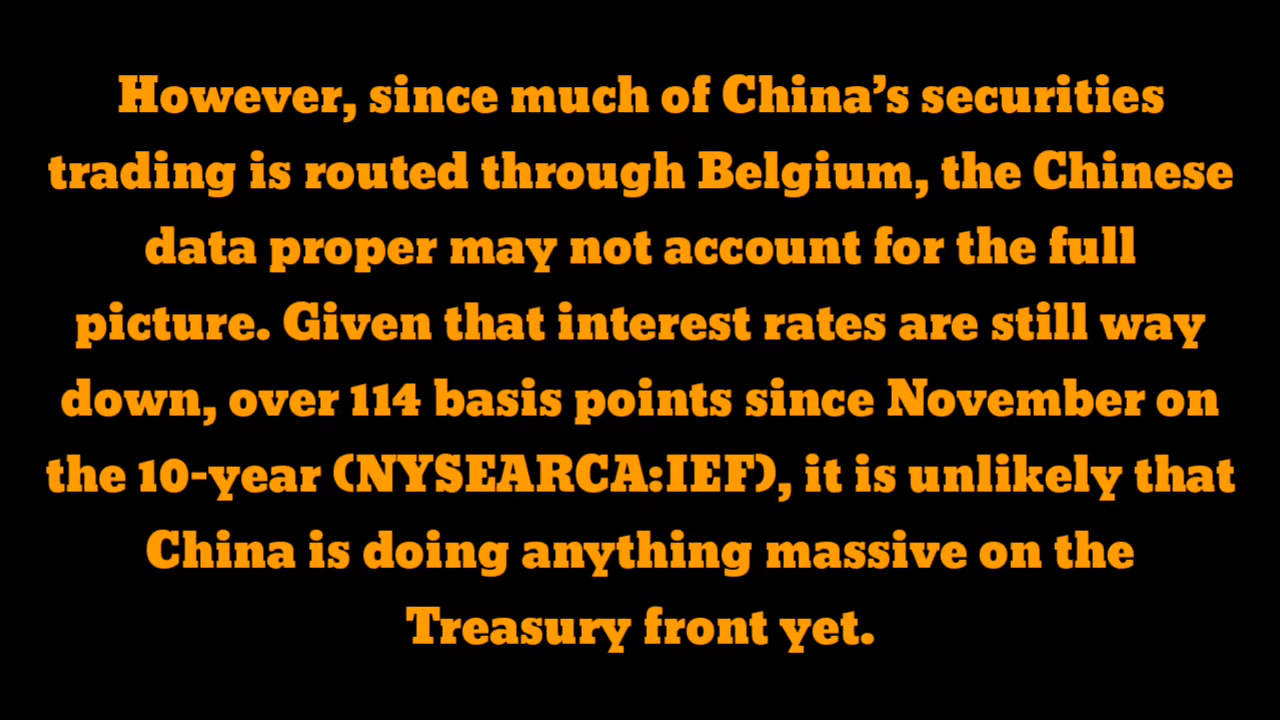 However, since much of China’s securities
trading is routed through Belgium, the Chinese
data proper may not account for the full
picture. Given that interest rates are still way
down, over 114 basis points since November on
the 10-year (NYSEARCA:IEF), it is unlikely that
China is doing anything massive on the
Treasury front yet.